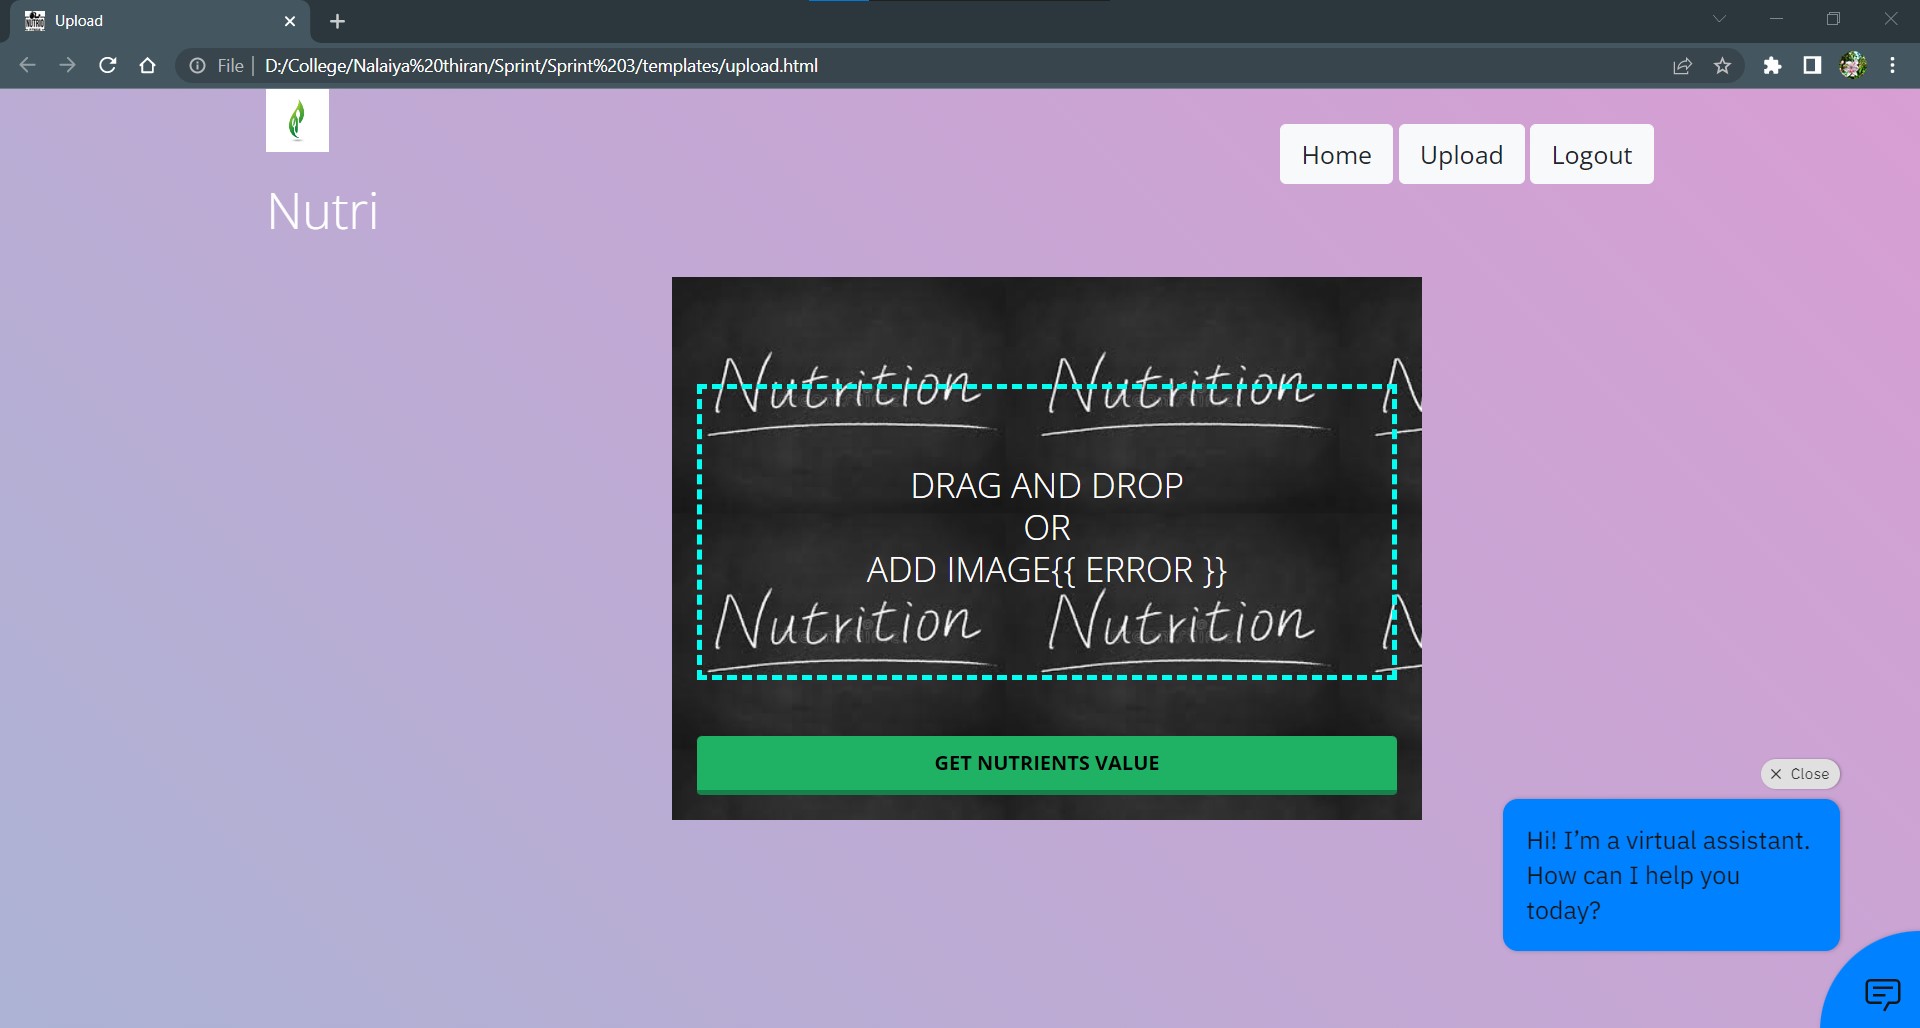 Upload
File
D:/College/Nalaiya%20thiran/Sprint/Sprint%203/templates/upload.html
Home
Upload
Logout
Nutri
Nutrition Nutrition N
DRAG AND DROP
OR
ADD IMAGE{{ ERROR }}
Nutrition Nutrition N
GET NUTRIENTS VALUE
Close
Hi! I’m a virtual assistant.
How can I help you
today?